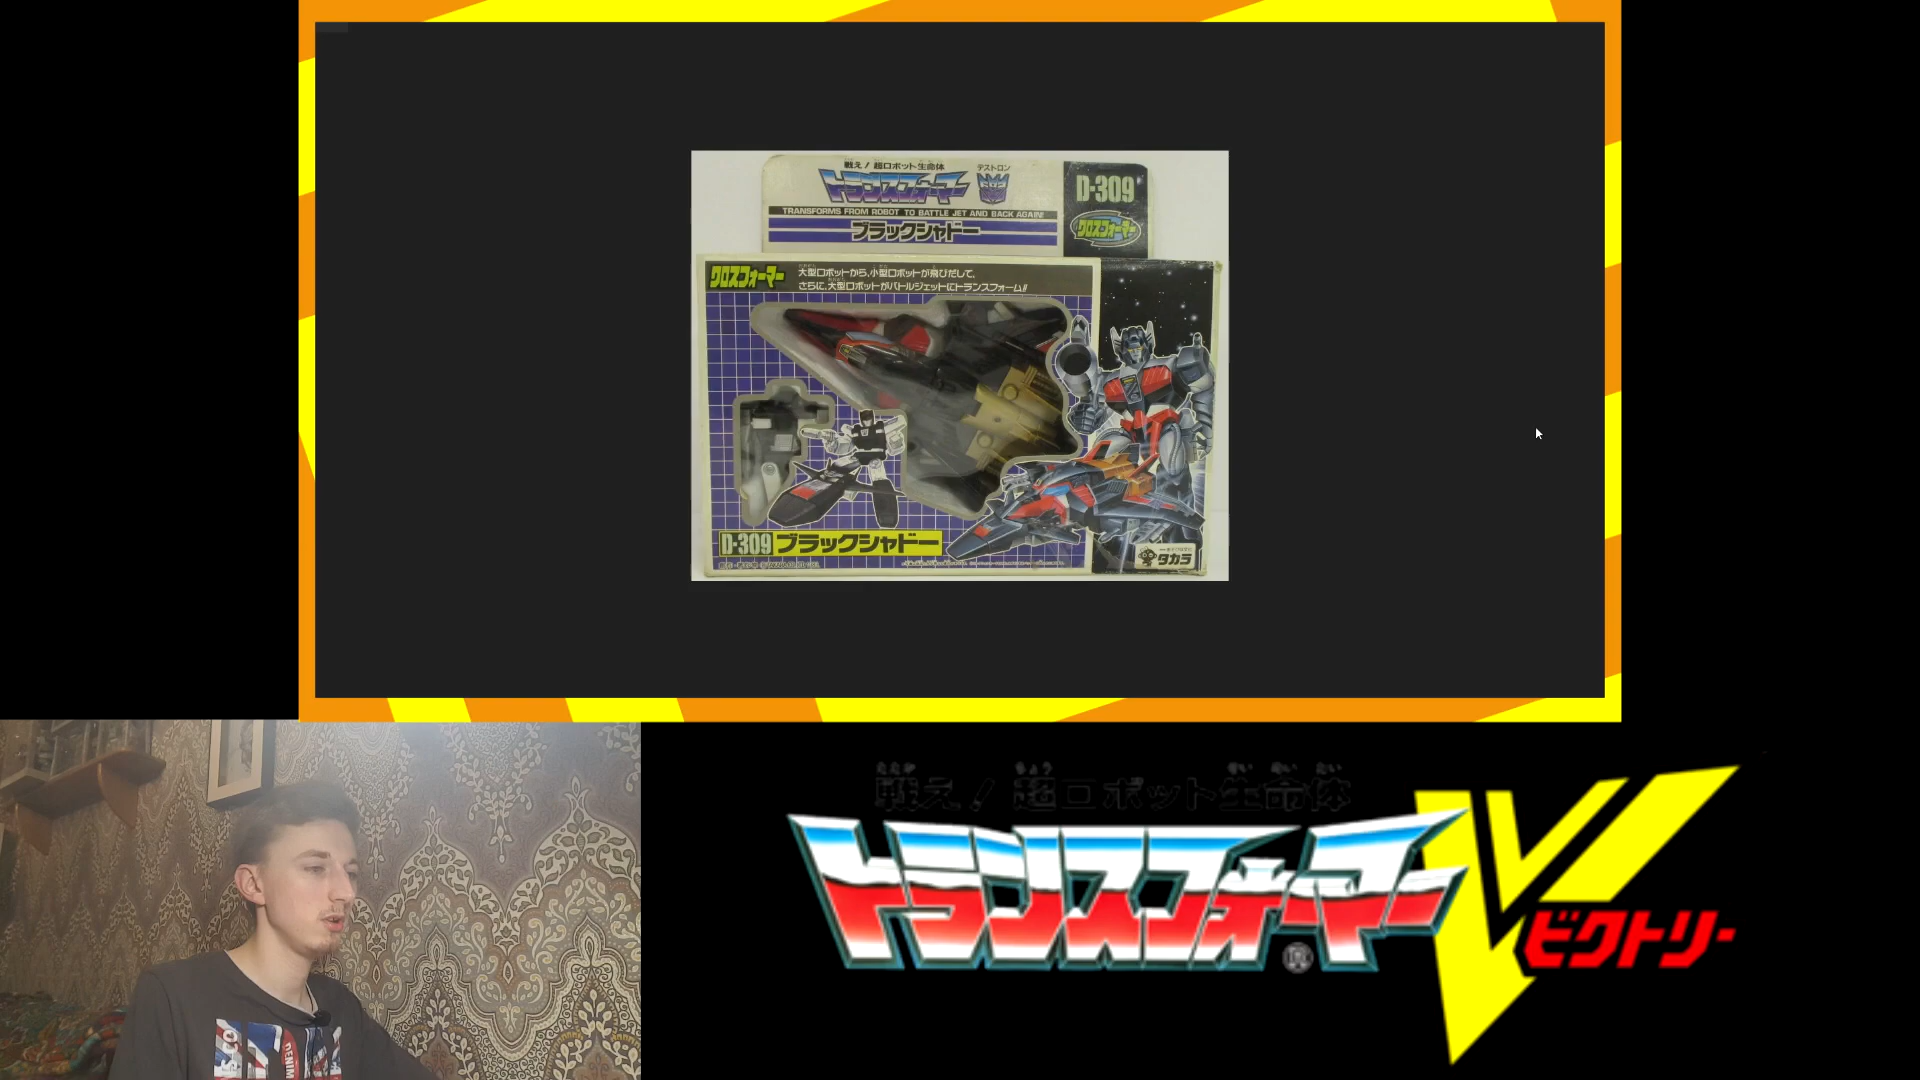 戦え!超ロボット生命体
トランスフォーマー
デストロン
D-309
クロスフォーマー
TRANSFORMS FROM ROBOT TO BATTLE JET AND BACK AGAIN!
ブラックシャドー
クロスフォーマー
大型ロボットから、小型ロボットが飛びだして、
さらに、大型ロボットがバトルジェットにトランスフォーム!!
D-309 ブラックシャドー
タカラ
戦え!超ロボット生命体
トランスフォーマーV
ビクトリー
DENIM